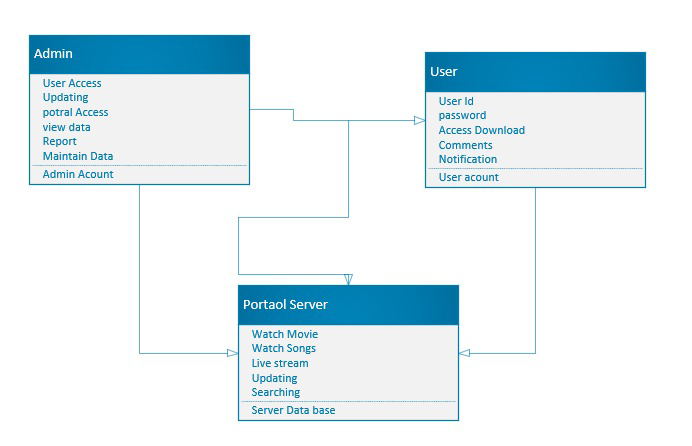 Admin
User Access
Updating
potral Access
view data
Report
Maintain Data
Admin Acount
User
User Id
password
Access Download
Comments
Notification
User acount
Portaol Server
Watch Movie
Watch Songs
Live stream
Updating
Searching
Server Data base